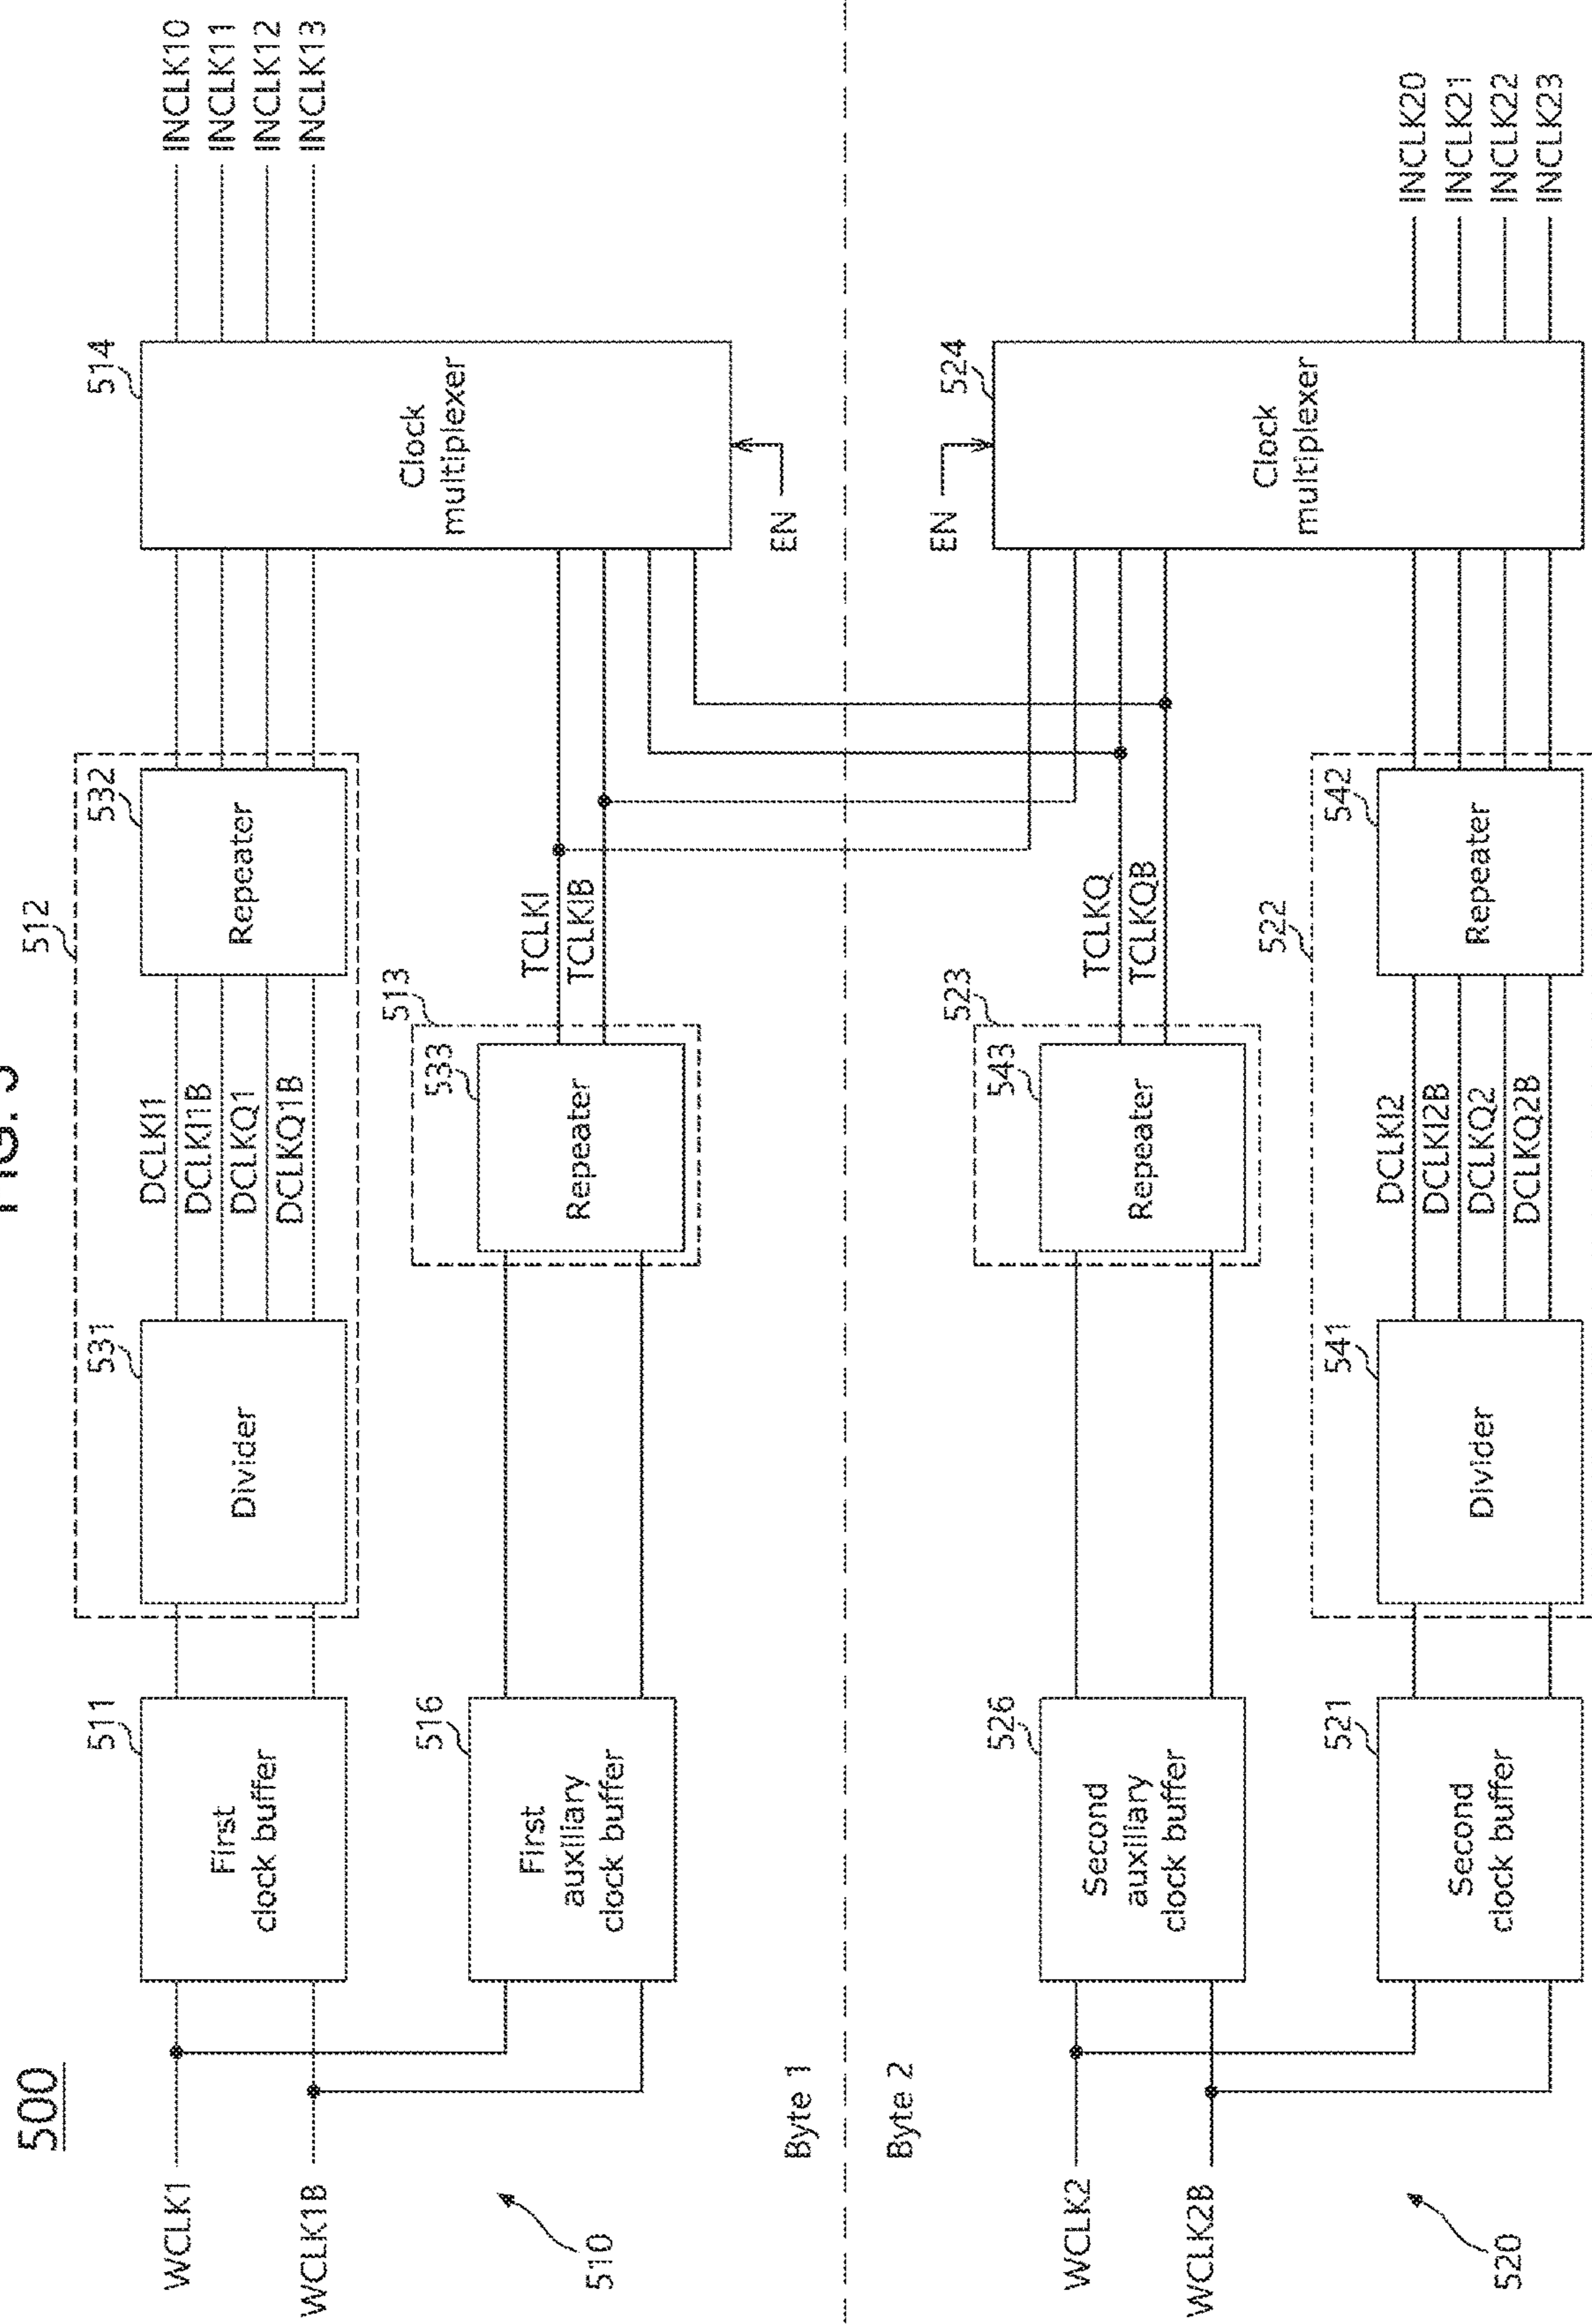 500
WCLK1
WCLK1B
510
511
First
clock buffer
516
First
auxiliary
clock buffer
512
531
Divider
DCLKI1
DCLKI1B
DCLKQ1
DCLKQ1B
532
Repeater
513
533
Repeater
TCLKI
TCLKIB
514
Clock
multiplexer
EN
INCLK10
INCLK11
INCLK12
INCLK13
Byte 1
Byte 2
WCLK2
WCLK2B
520
526
Second
auxiliary
clock buffer
521
Second
clock buffer
523
543
Repeater
TCLKQ
TCLKQB
522
541
Divider
DCLKI2
DCLKI2B
DCLKQ2
DCLKQ2B
542
Repeater
524
Clock
multiplexer
EN
INCLK20
INCLK21
INCLK22
INCLK23